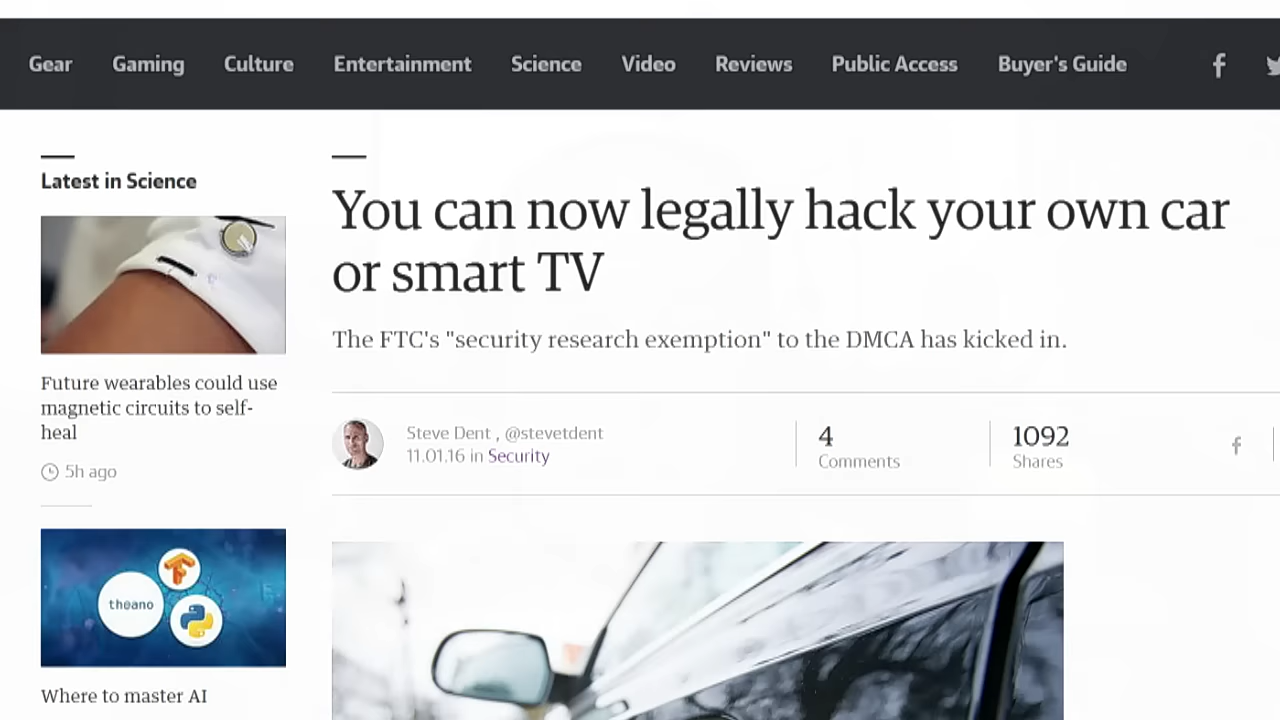 Gear Gaming Culture Entertainment Science Video Reviews Public Access Buyer's Guide
Latest in Science
Future wearables could use
magnetic circuits to self-
heal
5h ago
theano
Where to master AI
You can now legally hack your own car
or smart TV
The FTC's "security research exemption" to the DMCA has kicked in.
Steve Dent , @stevetdent
11.01.16 in Security
4
Comments
1092
Shares